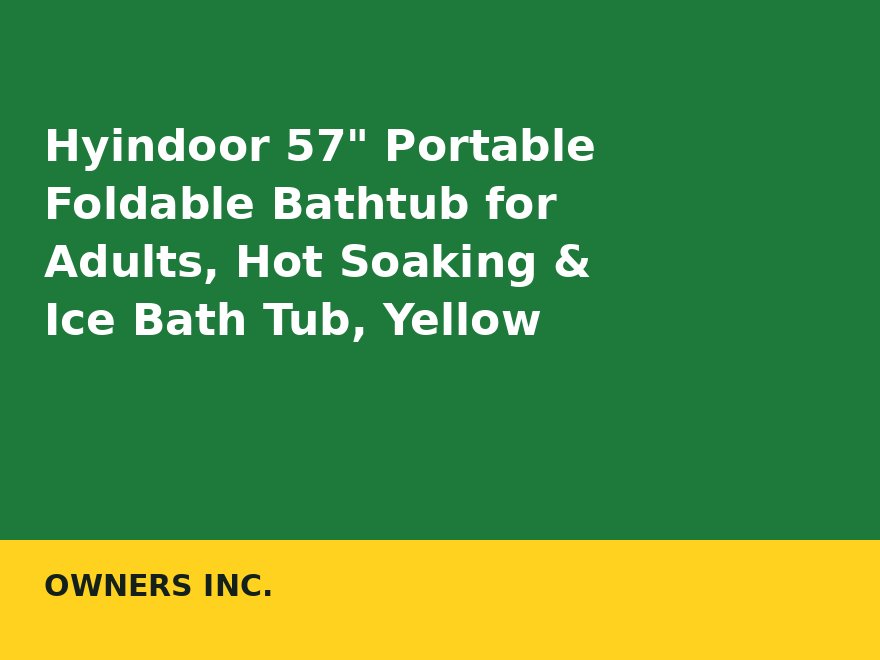 Hyindoor 57" Portable
Foldable Bathtub for
Adults, Hot Soaking &
Ice Bath Tub, Yellow
OWNERS INC.